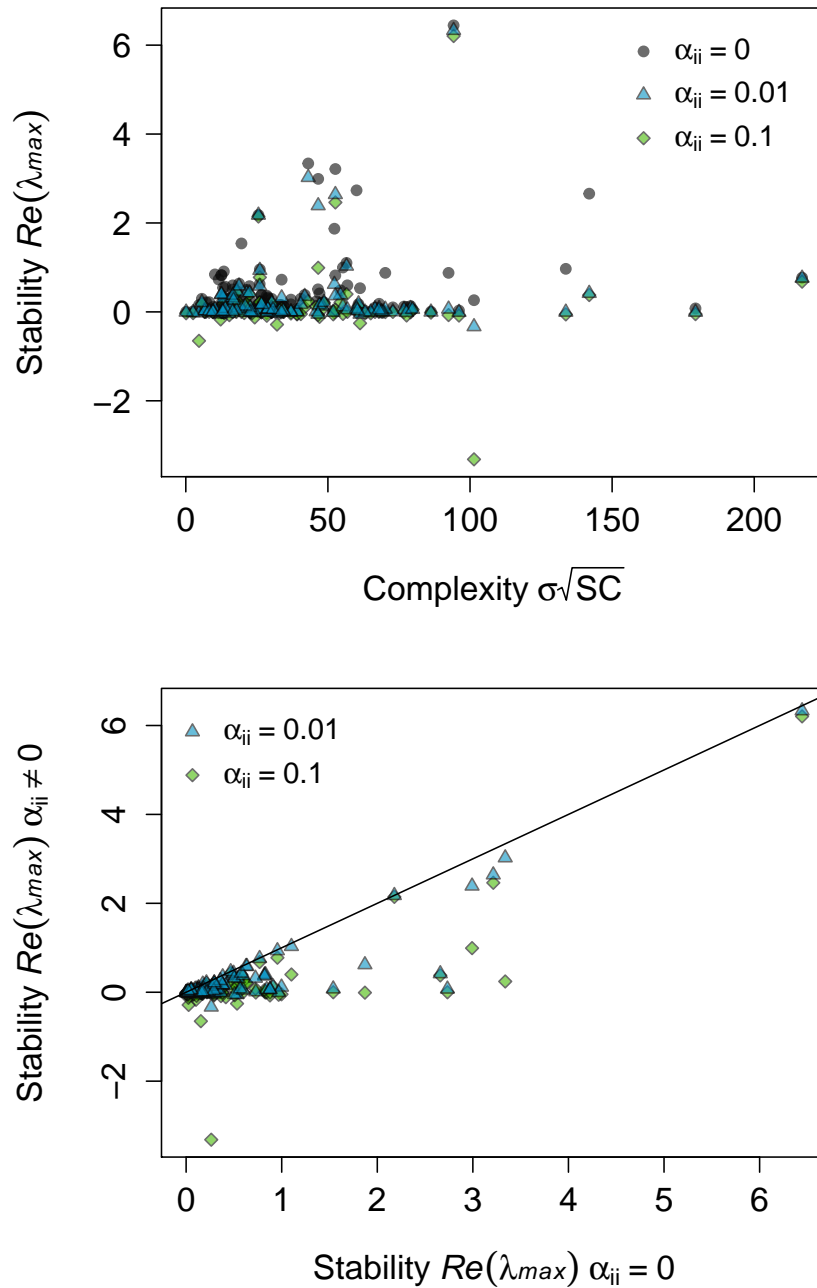 6
4
2
0
−2
Stability Re(λmax)
αii = 0
αii = 0.01
αii = 0.1
0 50 100 150 200
Complexity σ√SC
6
4
2
0
−2
Stability Re(λmax) αii ≠ 0
αii = 0.01
αii = 0.1
0 1 2 3 4 5 6
Stability Re(λmax) αii = 0